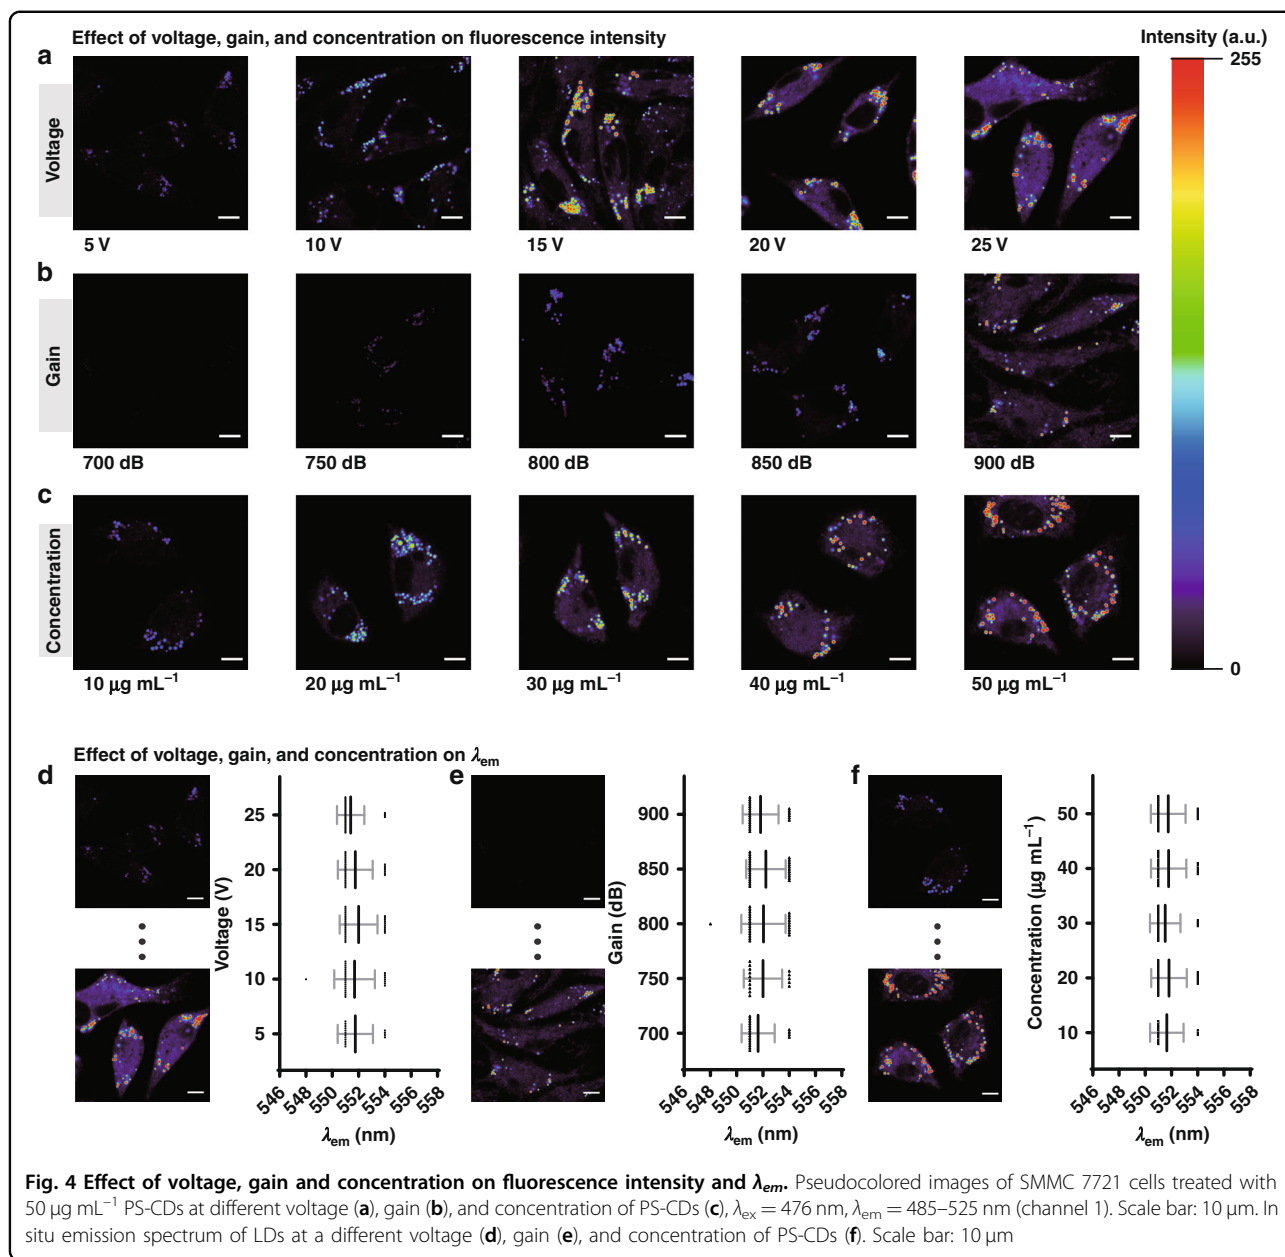 Effect of voltage, gain, and concentration on fluorescence intensity
Intensity (a.u.)
255
0
a
Voltage
5 V
10 V
15 V
20 V
25 V
b
Gain
700 dB
750 dB
800 dB
850 dB
900 dB
c
Concentration
10 µg mL⁻¹
20 µg mL⁻¹
30 µg mL⁻¹
40 µg mL⁻¹
50 µg mL⁻¹
Effect of voltage, gain, and concentration on λem
d
Voltage (V)
25
20
15
10
5
546
548
550
552
554
556
558
λem (nm)
e
Gain (dB)
900
850
800
750
700
546
548
550
552
554
556
558
λem (nm)
f
Concentration (µg mL⁻¹)
50
40
30
20
10
546
548
550
552
554
556
558
λem (nm)
Fig. 4 Effect of voltage, gain and concentration on fluorescence intensity and λem. Pseudocolored images of SMMC 7721 cells treated with
50 µg mL⁻¹ PS-CDs at different voltage (a), gain (b), and concentration of PS-CDs (c), λex = 476 nm, λem = 485–525 nm (channel 1). Scale bar: 10 µm. In
situ emission spectrum of LDs at a different voltage (d), gain (e), and concentration of PS-CDs (f). Scale bar: 10 µm